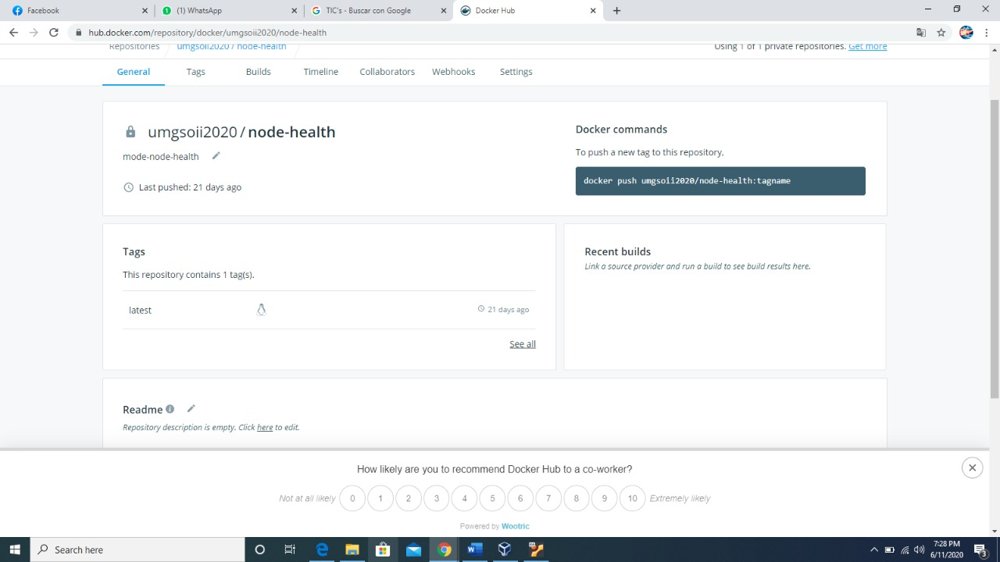 Facebook
(1) WhatsApp
TIC's - Buscar con Google
Docker Hub
hub.docker.com/repository/docker/umgsoii2020/node-health
Repositories
umgsoii2020 / node-health
Using 1 of 1 private repositories. Get more
General
Tags
Builds
Timeline
Collaborators
Webhooks
Settings
umgsoii2020 / node-health
mode-node-health
Last pushed: 21 days ago
Docker commands
To push a new tag to this repository,
docker push umgsoii2020/node-health:tagname
Tags
This repository contains 1 tag(s).
latest
21 days ago
See all
Recent builds
Link a source provider and run a build to see build results here.
Readme
Repository description is empty. Click here to edit.
How likely are you to recommend Docker Hub to a co-worker?
Not at all likely 0 1 2 3 4 5 6 7 8 9 10 Extremely likely
Powered by Wootric
Search here
7:28 PM
6/11/2020
3